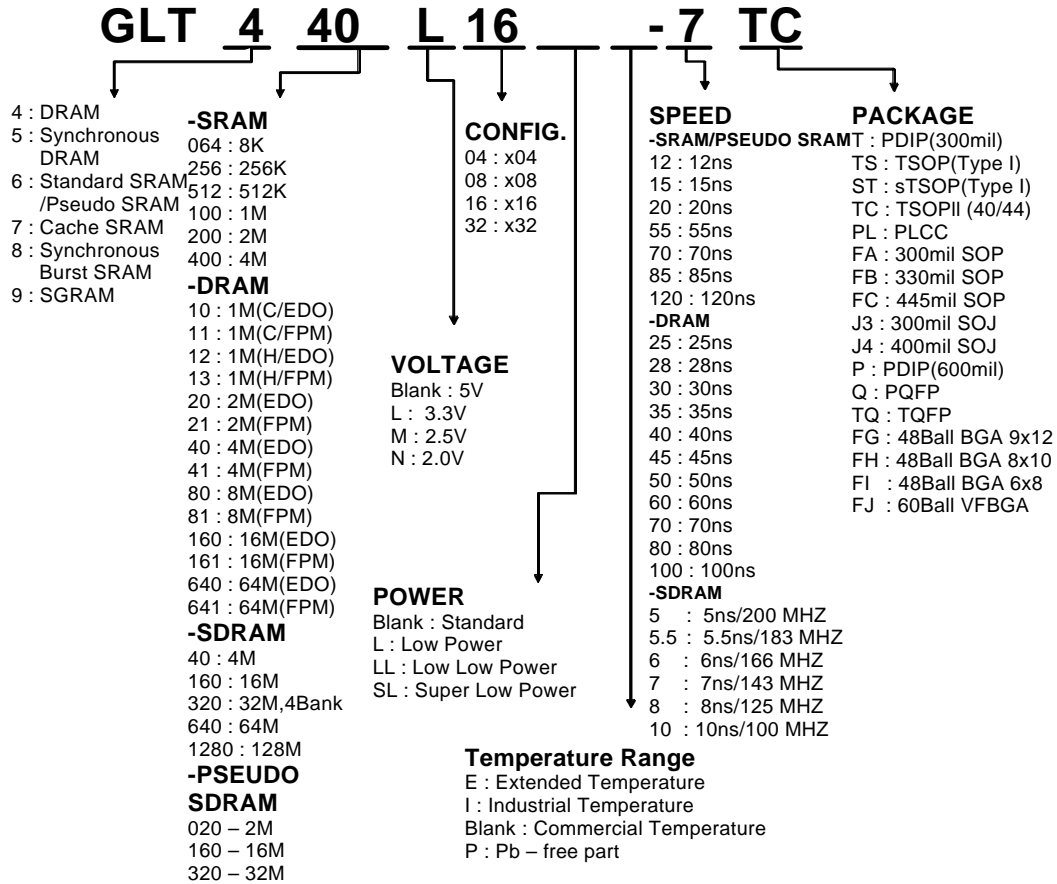 GLT 4 40 L 16 - 7 TC
4 : DRAM
5 : Synchronous
DRAM
6 : Standard SRAM
/Pseudo SRAM
7 : Cache SRAM
8 : Synchronous
Burst SRAM
9 : SGRAM
-SRAM
064 : 8K
256 : 256K
512 : 512K
100 : 1M
200 : 2M
400 : 4M
-DRAM
10 : 1M(C/EDO)
11 : 1M(C/FPM)
12 : 1M(H/EDO)
13 : 1M(H/FPM)
20 : 2M(EDO)
21 : 2M(FPM)
40 : 4M(EDO)
41 : 4M(FPM)
80 : 8M(EDO)
81 : 8M(FPM)
160 : 16M(EDO)
161 : 16M(FPM)
640 : 64M(EDO)
641 : 64M(FPM)
-SDRAM
40 : 4M
160 : 16M
320 : 32M,4Bank
640 : 64M
1280 : 128M
-PSEUDO
SDRAM
020 – 2M
160 – 16M
320 – 32M
VOLTAGE
Blank : 5V
L : 3.3V
M : 2.5V
N : 2.0V
CONFIG.
04 : x04
08 : x08
16 : x16
32 : x32
POWER
Blank : Standard
L : Low Power
LL : Low Low Power
SL : Super Low Power
Temperature Range
E : Extended Temperature
I : Industrial Temperature
Blank : Commercial Temperature
P : Pb – free part
SPEED
-SRAM/PSEUDO SRAM
12 : 12ns
15 : 15ns
20 : 20ns
55 : 55ns
70 : 70ns
85 : 85ns
120 : 120ns
-DRAM
25 : 25ns
28 : 28ns
30 : 30ns
35 : 35ns
40 : 40ns
45 : 45ns
50 : 50ns
60 : 60ns
70 : 70ns
80 : 80ns
100 : 100ns
-SDRAM
5 : 5ns/200 MHZ
5.5 : 5.5ns/183 MHZ
6 : 6ns/166 MHZ
7 : 7ns/143 MHZ
8 : 8ns/125 MHZ
10 : 10ns/100 MHZ
PACKAGE
T : PDIP(300mil)
TS : TSOP(Type I)
ST : sTSOP(Type I)
TC : TSOPll (40/44)
PL : PLCC
FA : 300mil SOP
FB : 330mil SOP
FC : 445mil SOP
J3 : 300mil SOJ
J4 : 400mil SOJ
P : PDIP(600mil)
Q : PQFP
TQ : TQFP
FG : 48Ball BGA 9x12
FH : 48Ball BGA 8x10
FI : 48Ball BGA 6x8
FJ : 60Ball VFBGA